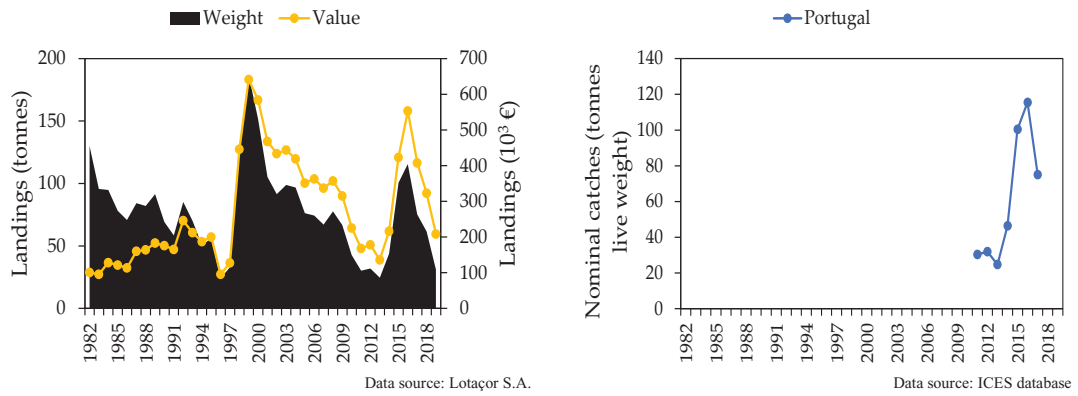 Weight Value
Landings (tonnes)
200
150
100
50
0
700
600
500
400
300
200
100
0
Landings (10³ €)
1982 1985 1988 1991 1994 1997 2000 2003 2006 2009 2012 2015 2018
Data source: Lotaçor S.A.
Portugal
Nominal catches (tonnes
live weight)
140
120
100
80
60
40
20
0
1982 1985 1988 1991 1994 1997 2000 2003 2006 2009 2012 2015 2018
Data source: ICES database